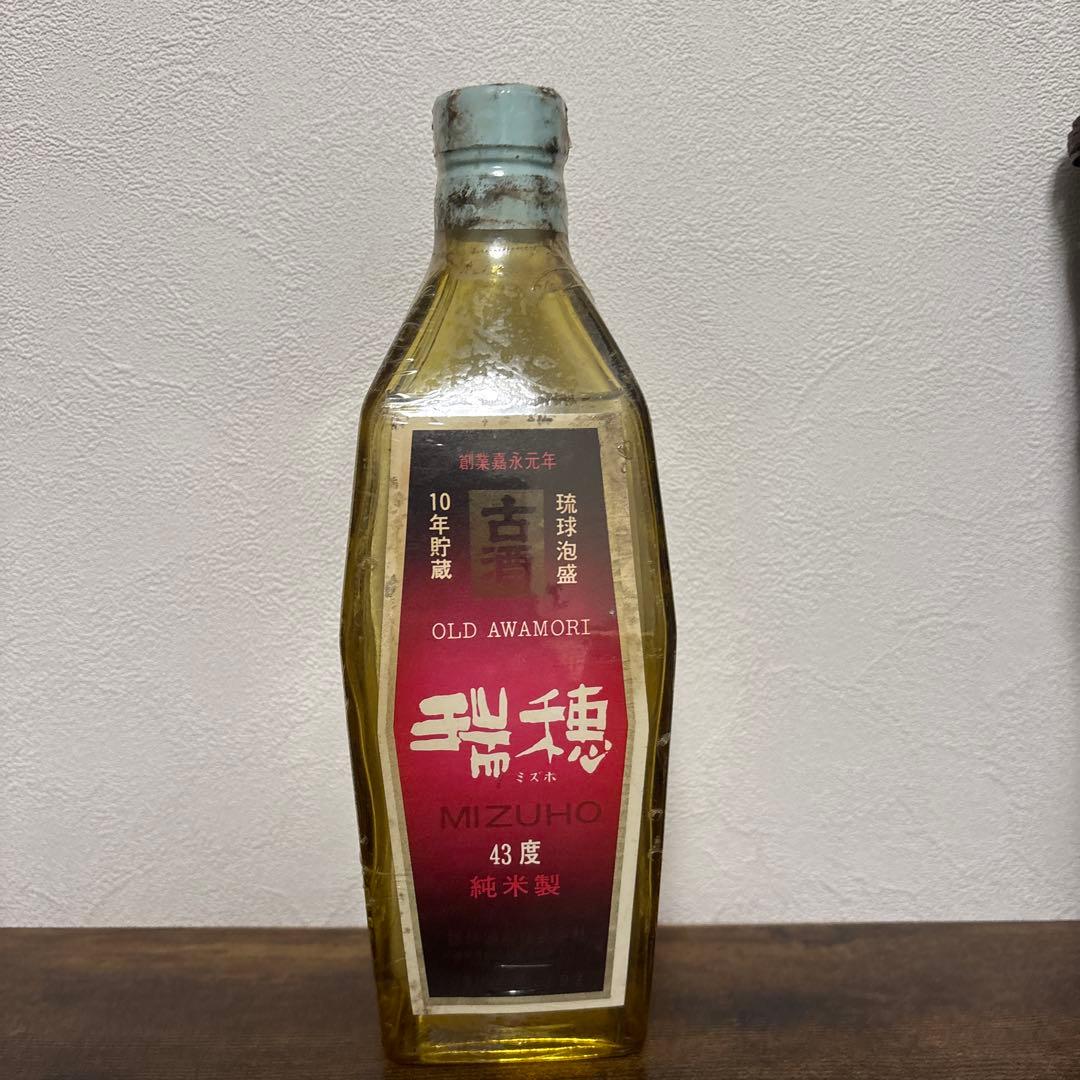 創業嘉永元年
琉球泡盛
古酒
10年貯蔵
OLD AWAMORI
瑞穂
ミズホ
MIZUHO
43度
純米製